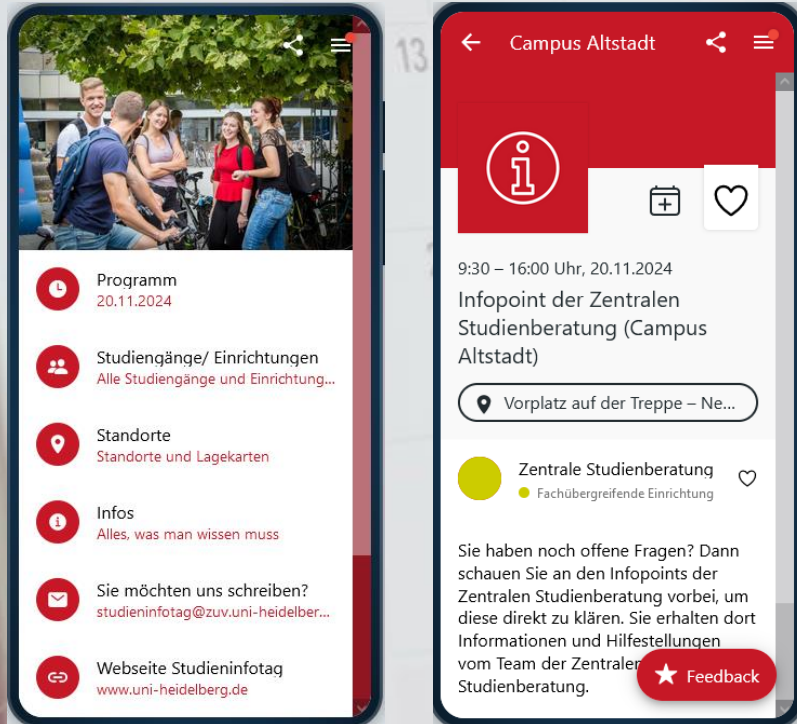 Programm
20.11.2024
Studiengänge/ Einrichtungen
Alle Studiengänge und Einrichtung...
Standorte
Standorte und Lagekarten
Infos
Alles, was man wissen muss
Sie möchten uns schreiben?
studieninfotag@zuv.uni-heidelber...
Webseite Studieninfotag
www.uni-heidelberg.de
13
Campus Altstadt
9:30 – 16:00 Uhr, 20.11.2024
Infopoint der Zentralen
Studienberatung (Campus
Altstadt)
Vorplatz auf der Treppe – Ne...
Zentrale Studienberatung
Fachübergreifende Einrichtung
Sie haben noch offene Fragen? Dann
schauen Sie an den Infopoints der
Zentralen Studienberatung vorbei, um
diese direkt zu klären. Sie erhalten dort
Informationen und Hilfestellungen
vom Team der Zentralen
Studienberatung.
Feedback